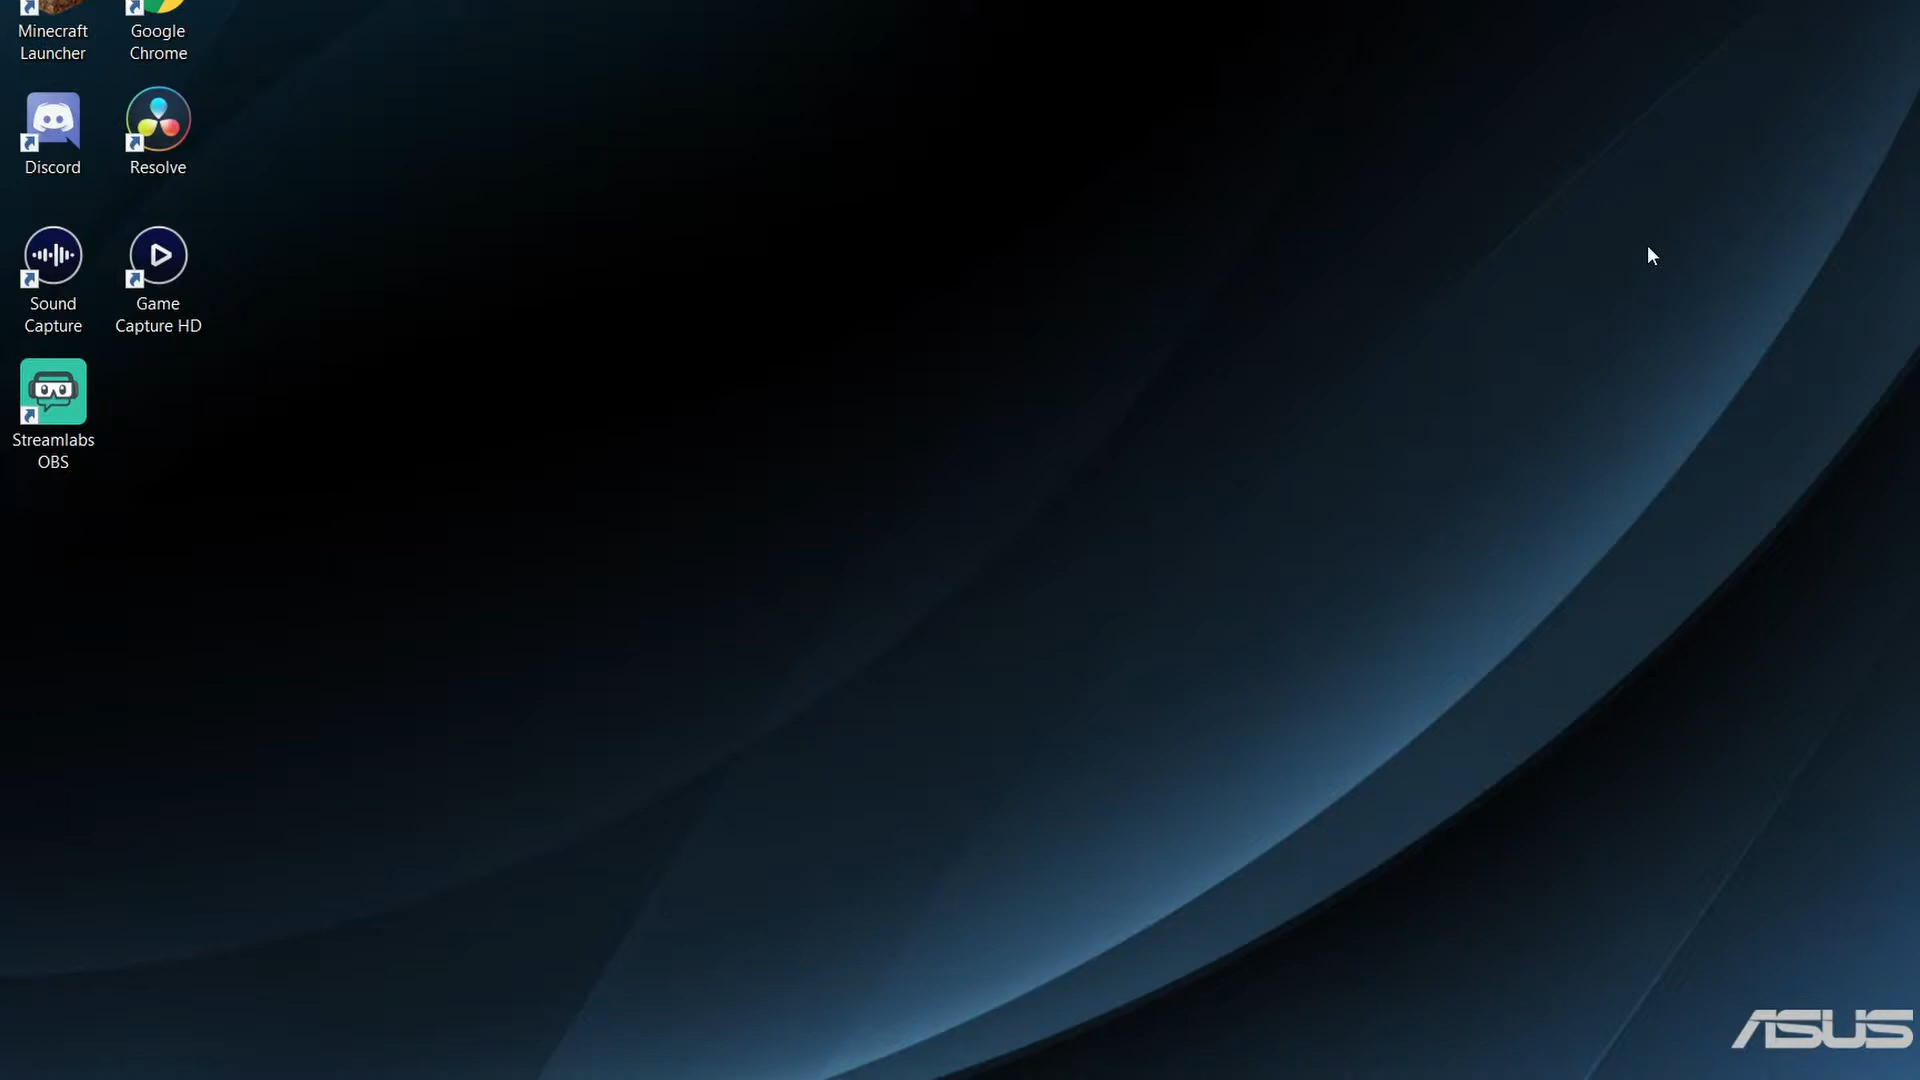 Minecraft
Launcher
Google
Chrome
Discord
Resolve
Sound
Capture
Game
Capture HD
Streamlabs
OBS
ASUS